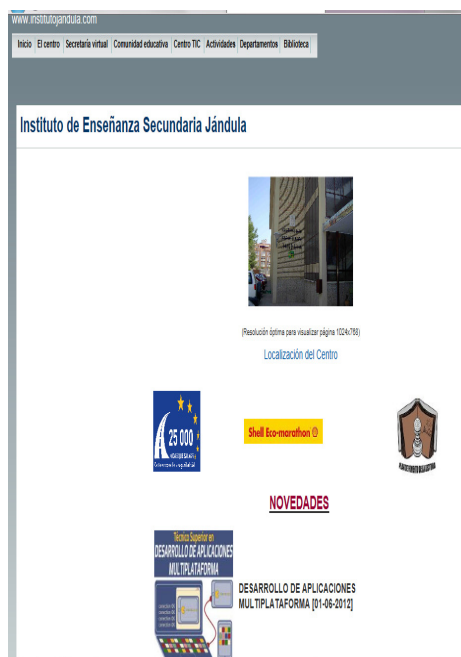 www.institutojandula.com
Inicio El centro Secretaría virtual Comunidad educativa Centro TIC Actividades Departamentos Biblioteca
Instituto de Enseñanza Secundaria Jándula
(Resolución óptima para visualizar página 1024x768)
Localización del Centro
25 000
Shell Eco-marathon
NOVEDADES
Técnico Superior en
DESARROLLO DE APLICACIONES
MULTIPLATAFORMA
DESARROLLO DE APLICACIONES
MULTIPLATAFORMA [01-06-2012]